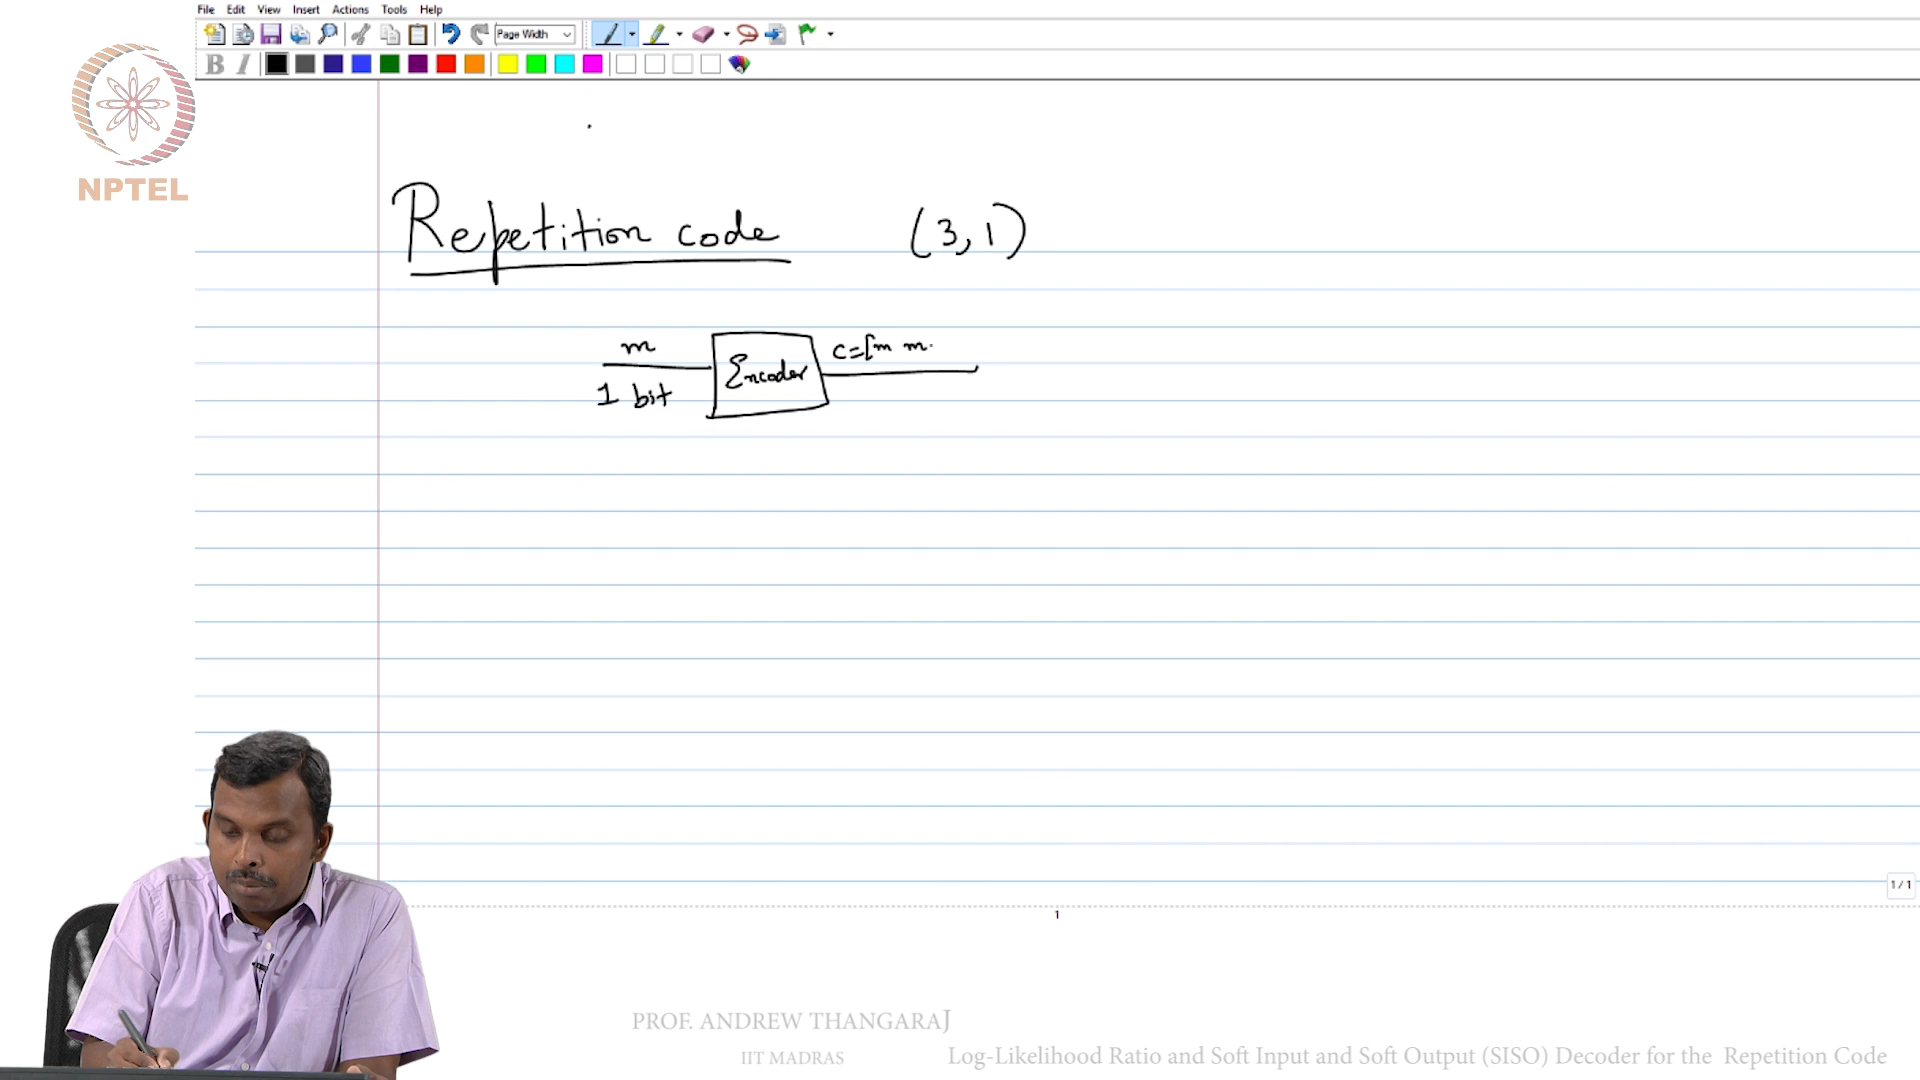 File Edit View Insert Actions Tools Help
Page Width
B I
NPTEL
Repetition code (3,1)
m
1 bit
Encoder
c=[m m
1 / 1
1
PROF. ANDREW THANGARAJ
IIT MADRAS
Log-Likelihood Ratio and Soft Input and Soft Output (SISO) Decoder for the Repetition Code